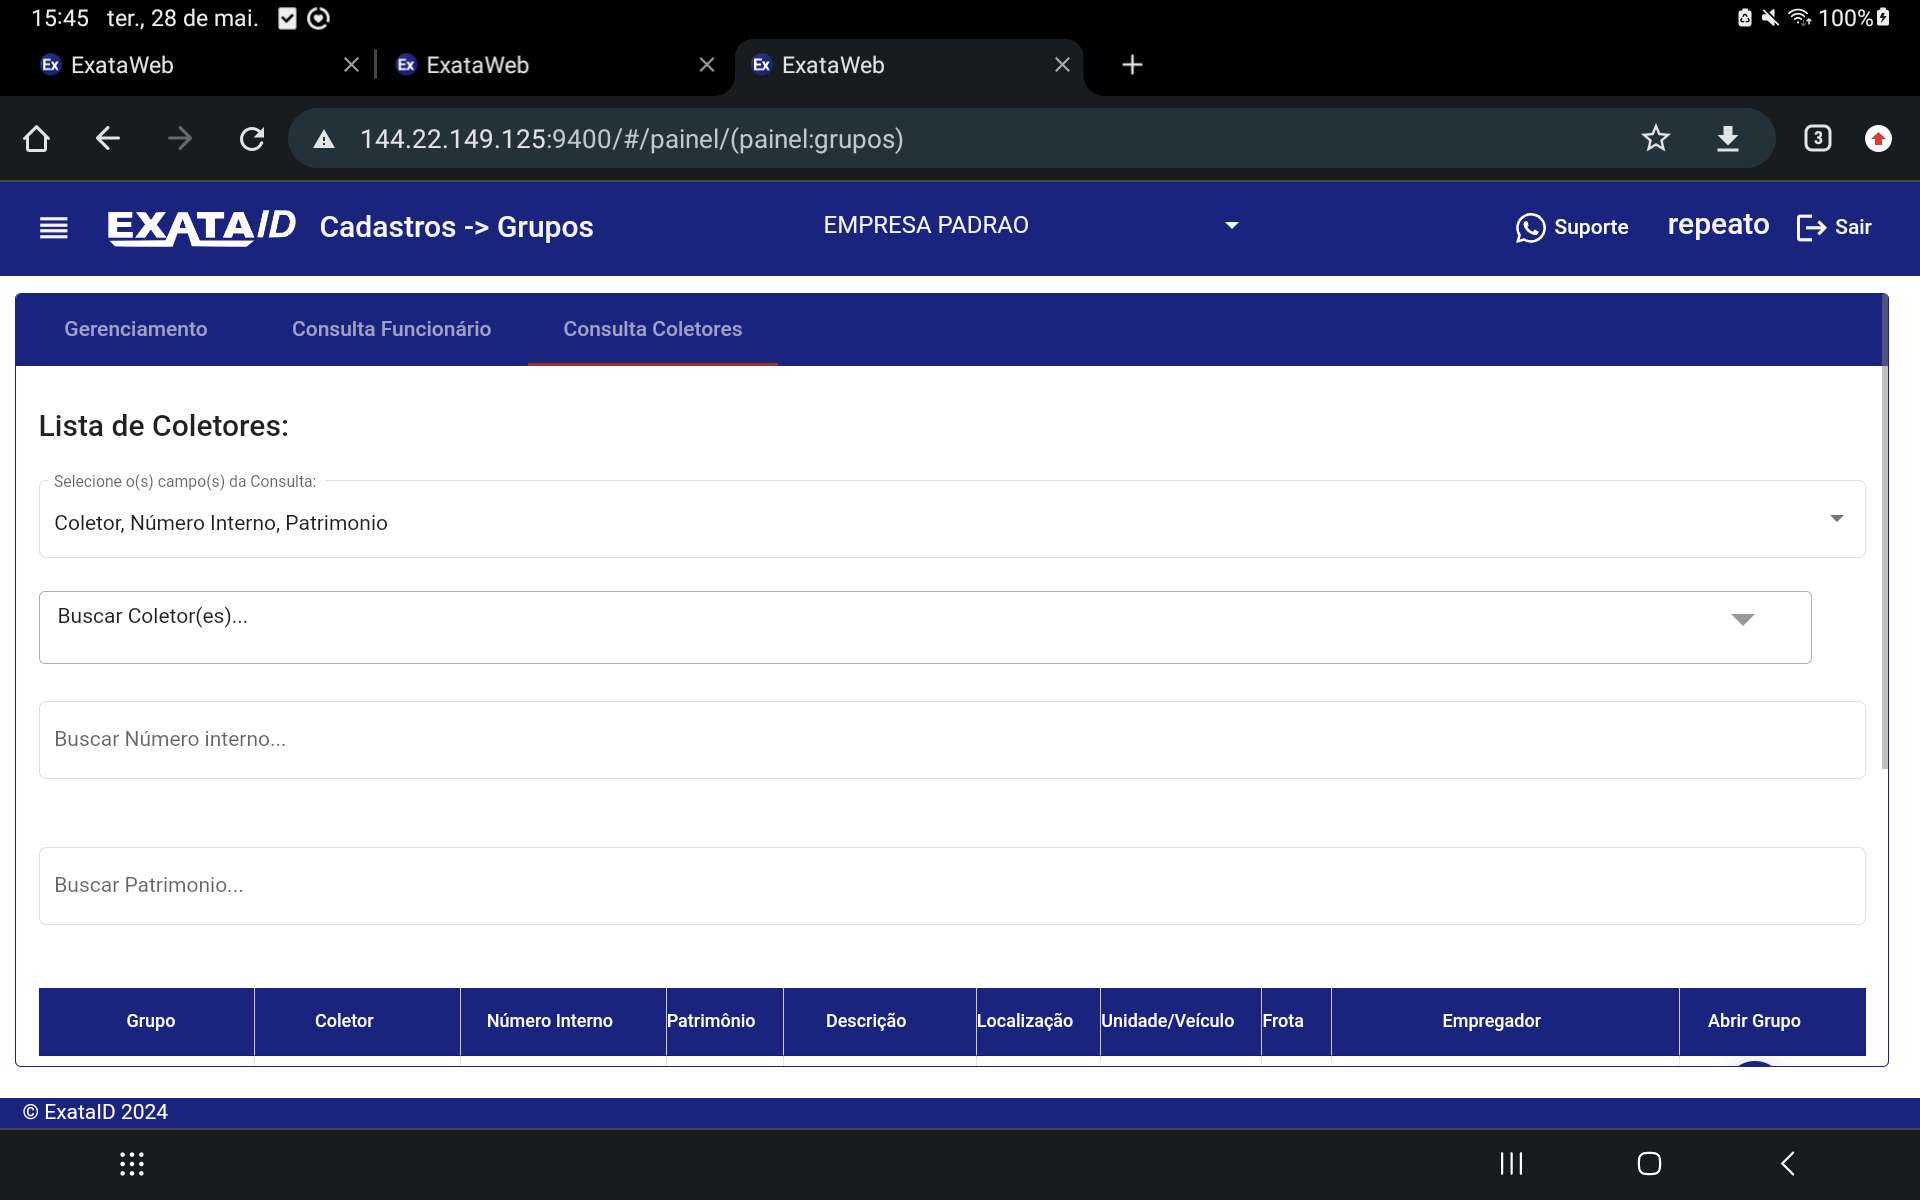 15:45 ter., 28 de mai. 100%
Ex ExataWeb Ex ExataWeb Ex ExataWeb
144.22.149.125:9400/#/painel/(painel:grupos) 3
EXATA ID Cadastros -> Grupos EMPRESA PADRAO Suporte repeato Sair
Gerenciamento Consulta Funcionário Consulta Coletores
Lista de Coletores:
Selecione o(s) campo(s) da Consulta:
Coletor, Número Interno, Patrimonio
Buscar Coletor(es)...
Buscar Número interno...
Buscar Patrimonio...
Grupo Coletor Número Interno Patrimônio Descrição Localização Unidade/Veículo Frota Empregador Abrir Grupo
© ExataID 2024